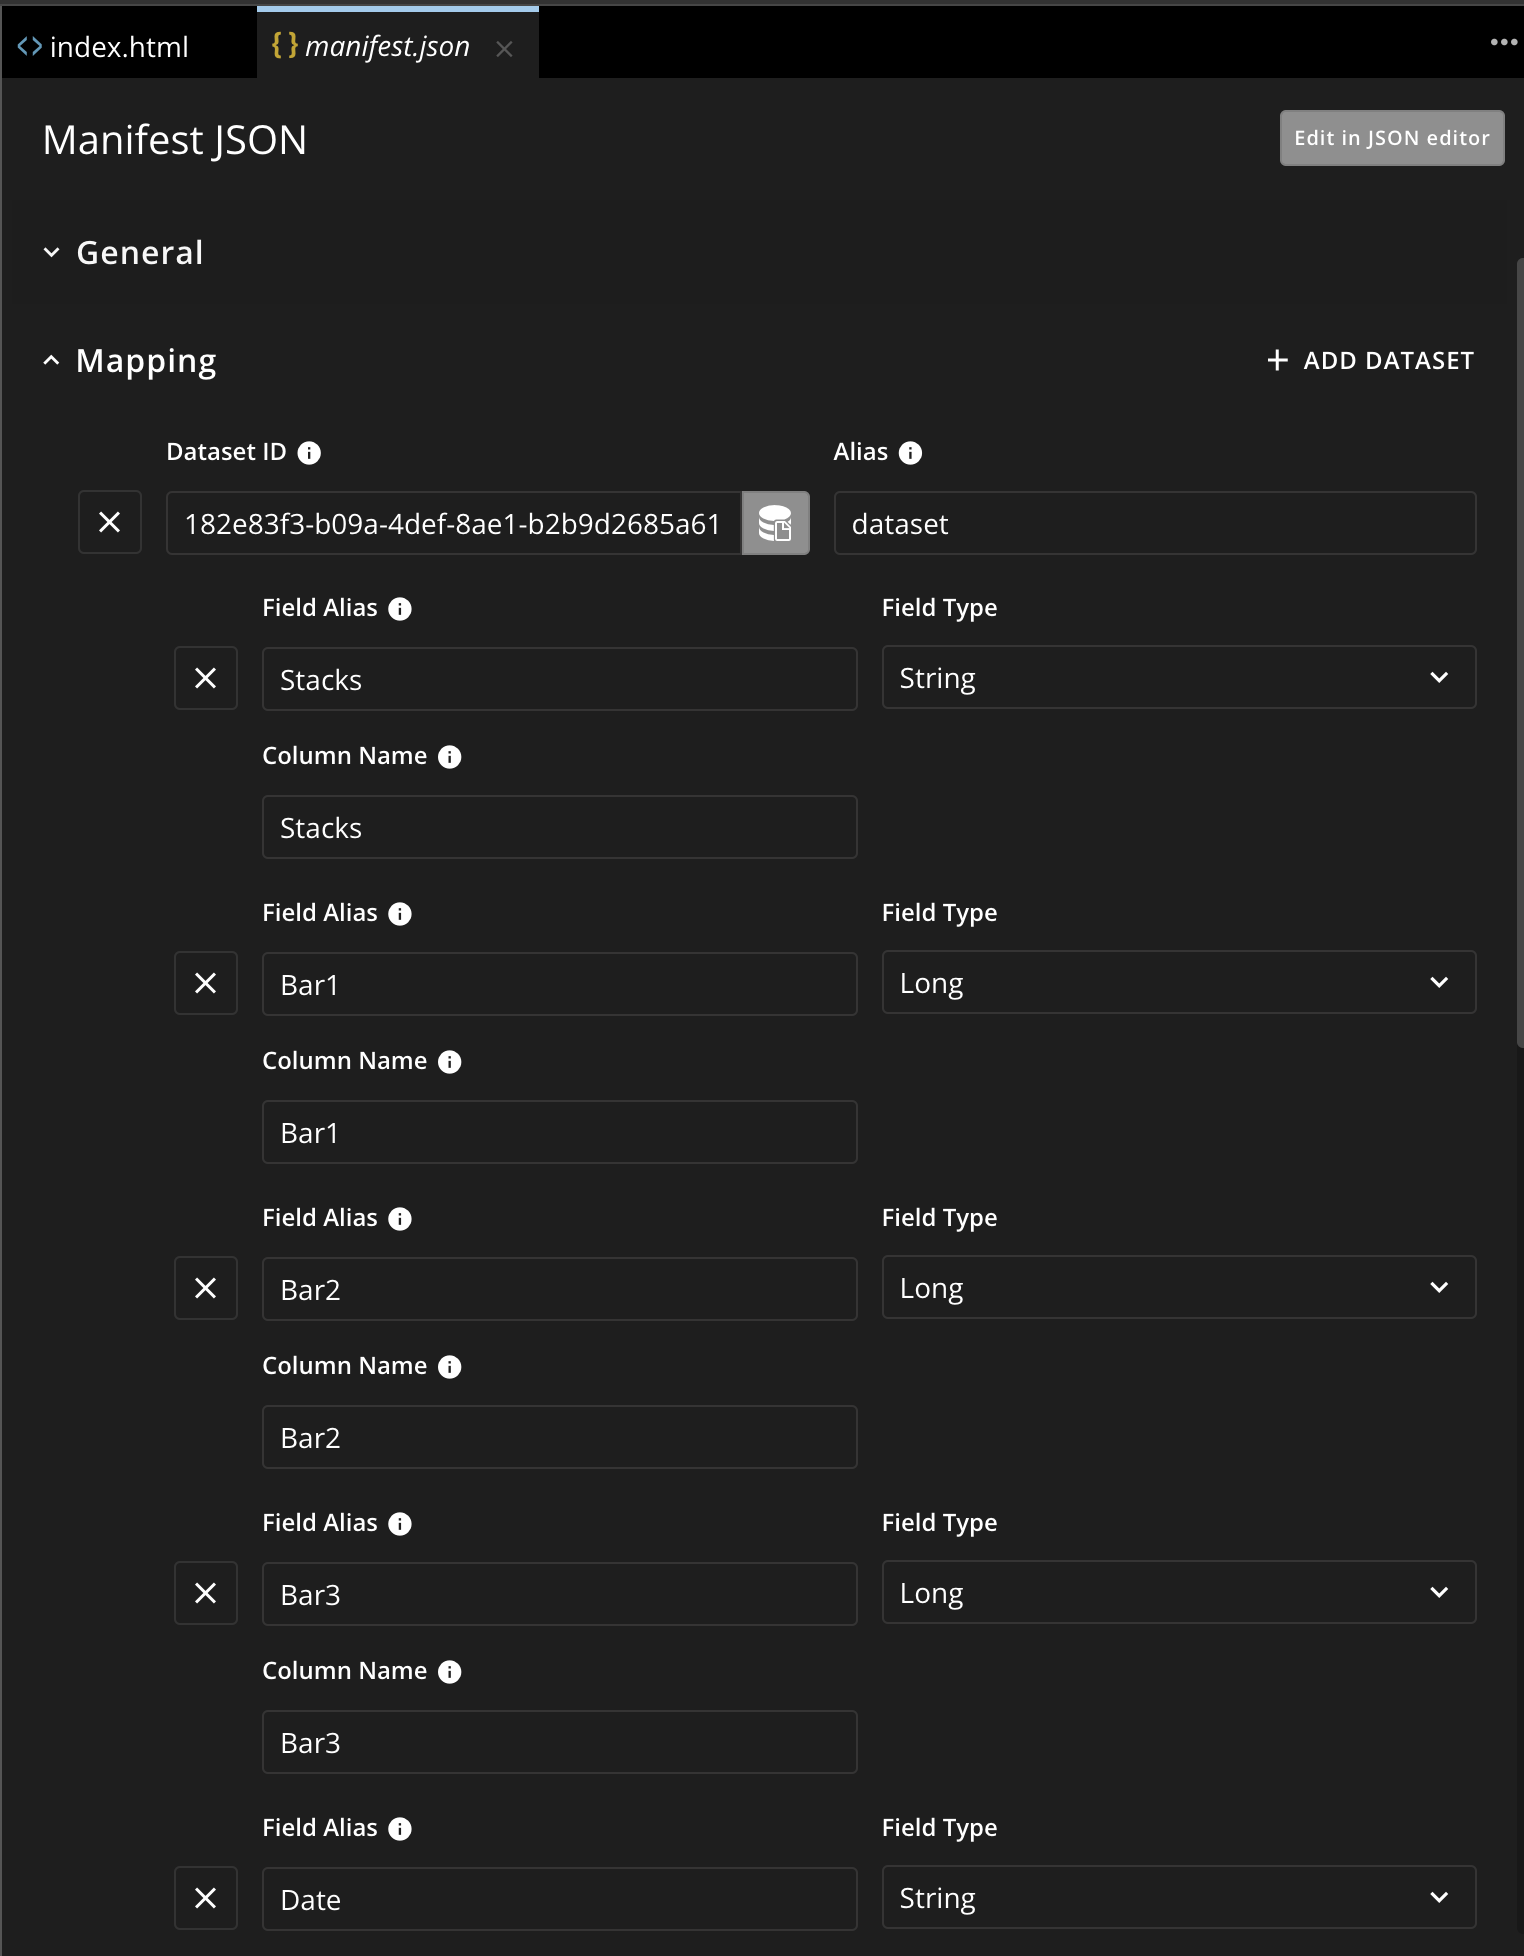 index.html
manifest.json
Manifest JSON
Edit in JSON editor
General
Mapping
ADD DATASET
Dataset ID
Alias
182e83f3-b09a-4def-8ae1-b2b9d2685a61
dataset
Field Alias
Field Type
Stacks
String
Column Name
Stacks
Field Alias
Field Type
Bar1
Long
Column Name
Bar1
Field Alias
Field Type
Bar2
Long
Column Name
Bar2
Field Alias
Field Type
Bar3
Long
Column Name
Bar3
Field Alias
Field Type
Date
String